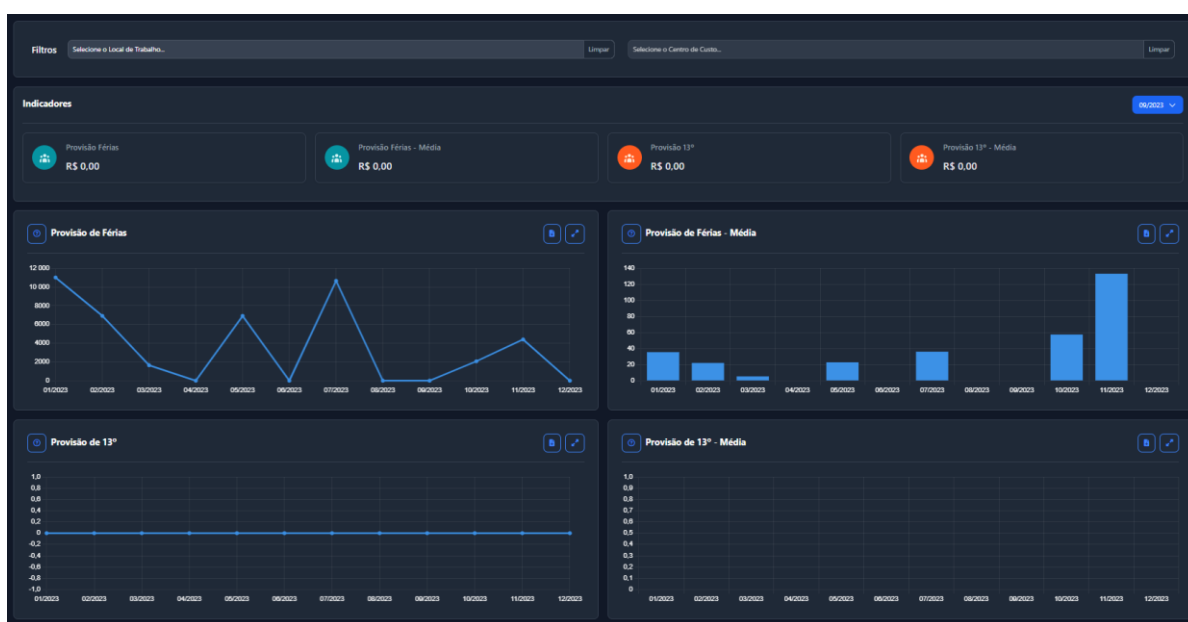 Filtros
Selecione o Local de Trabalho...
Limpar
Selecione o Centro de Custo...
Limpar
Indicadores
09/2023
Provisão Férias
R$ 0,00
Provisão Férias - Média
R$ 0,00
Provisão 13º
R$ 0,00
Provisão 13º - Média
R$ 0,00
Provisão de Férias
12 000
10 000
8000
6000
4000
2000
0
01/2023 02/2023 03/2023 04/2023 05/2023 06/2023 07/2023 08/2023 09/2023 10/2023 11/2023 12/2023
Provisão de Férias - Média
140
120
100
80
60
40
20
0
01/2023 02/2023 03/2023 04/2023 05/2023 06/2023 07/2023 08/2023 09/2023 10/2023 11/2023 12/2023
Provisão de 13º
1,0
0,8
0,6
0,4
0,2
0
-0,2
-0,4
-0,6
-0,8
-1,0
01/2023 02/2023 03/2023 04/2023 05/2023 06/2023 07/2023 08/2023 09/2023 10/2023 11/2023 12/2023
Provisão de 13º - Média
1,0
0,9
0,8
0,7
0,6
0,5
0,4
0,3
0,2
0,1
0
01/2023 02/2023 03/2023 04/2023 05/2023 06/2023 07/2023 08/2023 09/2023 10/2023 11/2023 12/2023